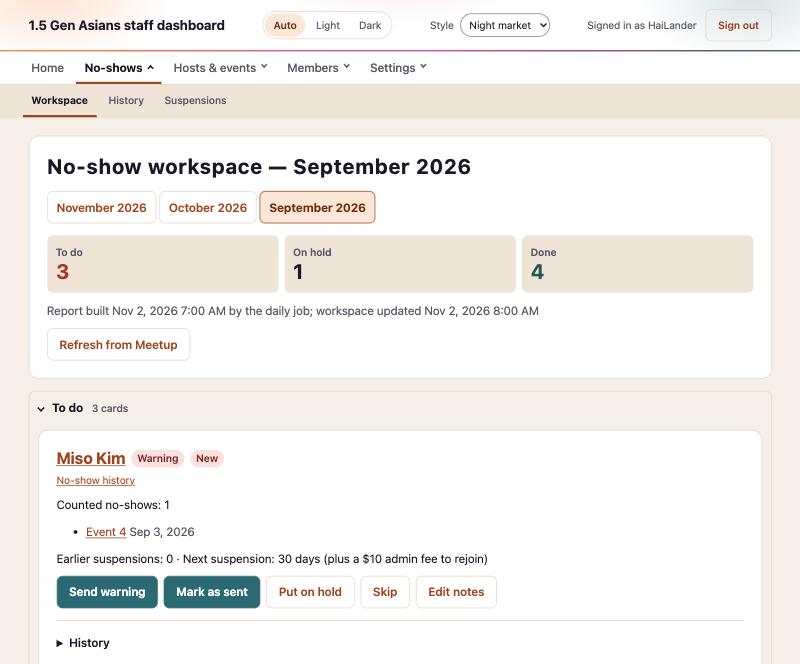 1.5 Gen Asians staff dashboard
Auto Light Dark
Style Night market
Signed in as HaiLander Sign out
Home No-shows Hosts & events Members Settings
Workspace History Suspensions
No-show workspace — September 2026
November 2026 October 2026 September 2026
To do On hold Done
3 1 4
Report built Nov 2, 2026 7:00 AM by the daily job; workspace updated Nov 2, 2026 8:00 AM
Refresh from Meetup
To do 3 cards
Miso Kim Warning New
No-show history
Counted no-shows: 1
• Event 4 Sep 3, 2026
Earlier suspensions: 0 · Next suspension: 30 days (plus a $10 admin fee to rejoin)
Send warning Mark as sent Put on hold Skip Edit notes
History